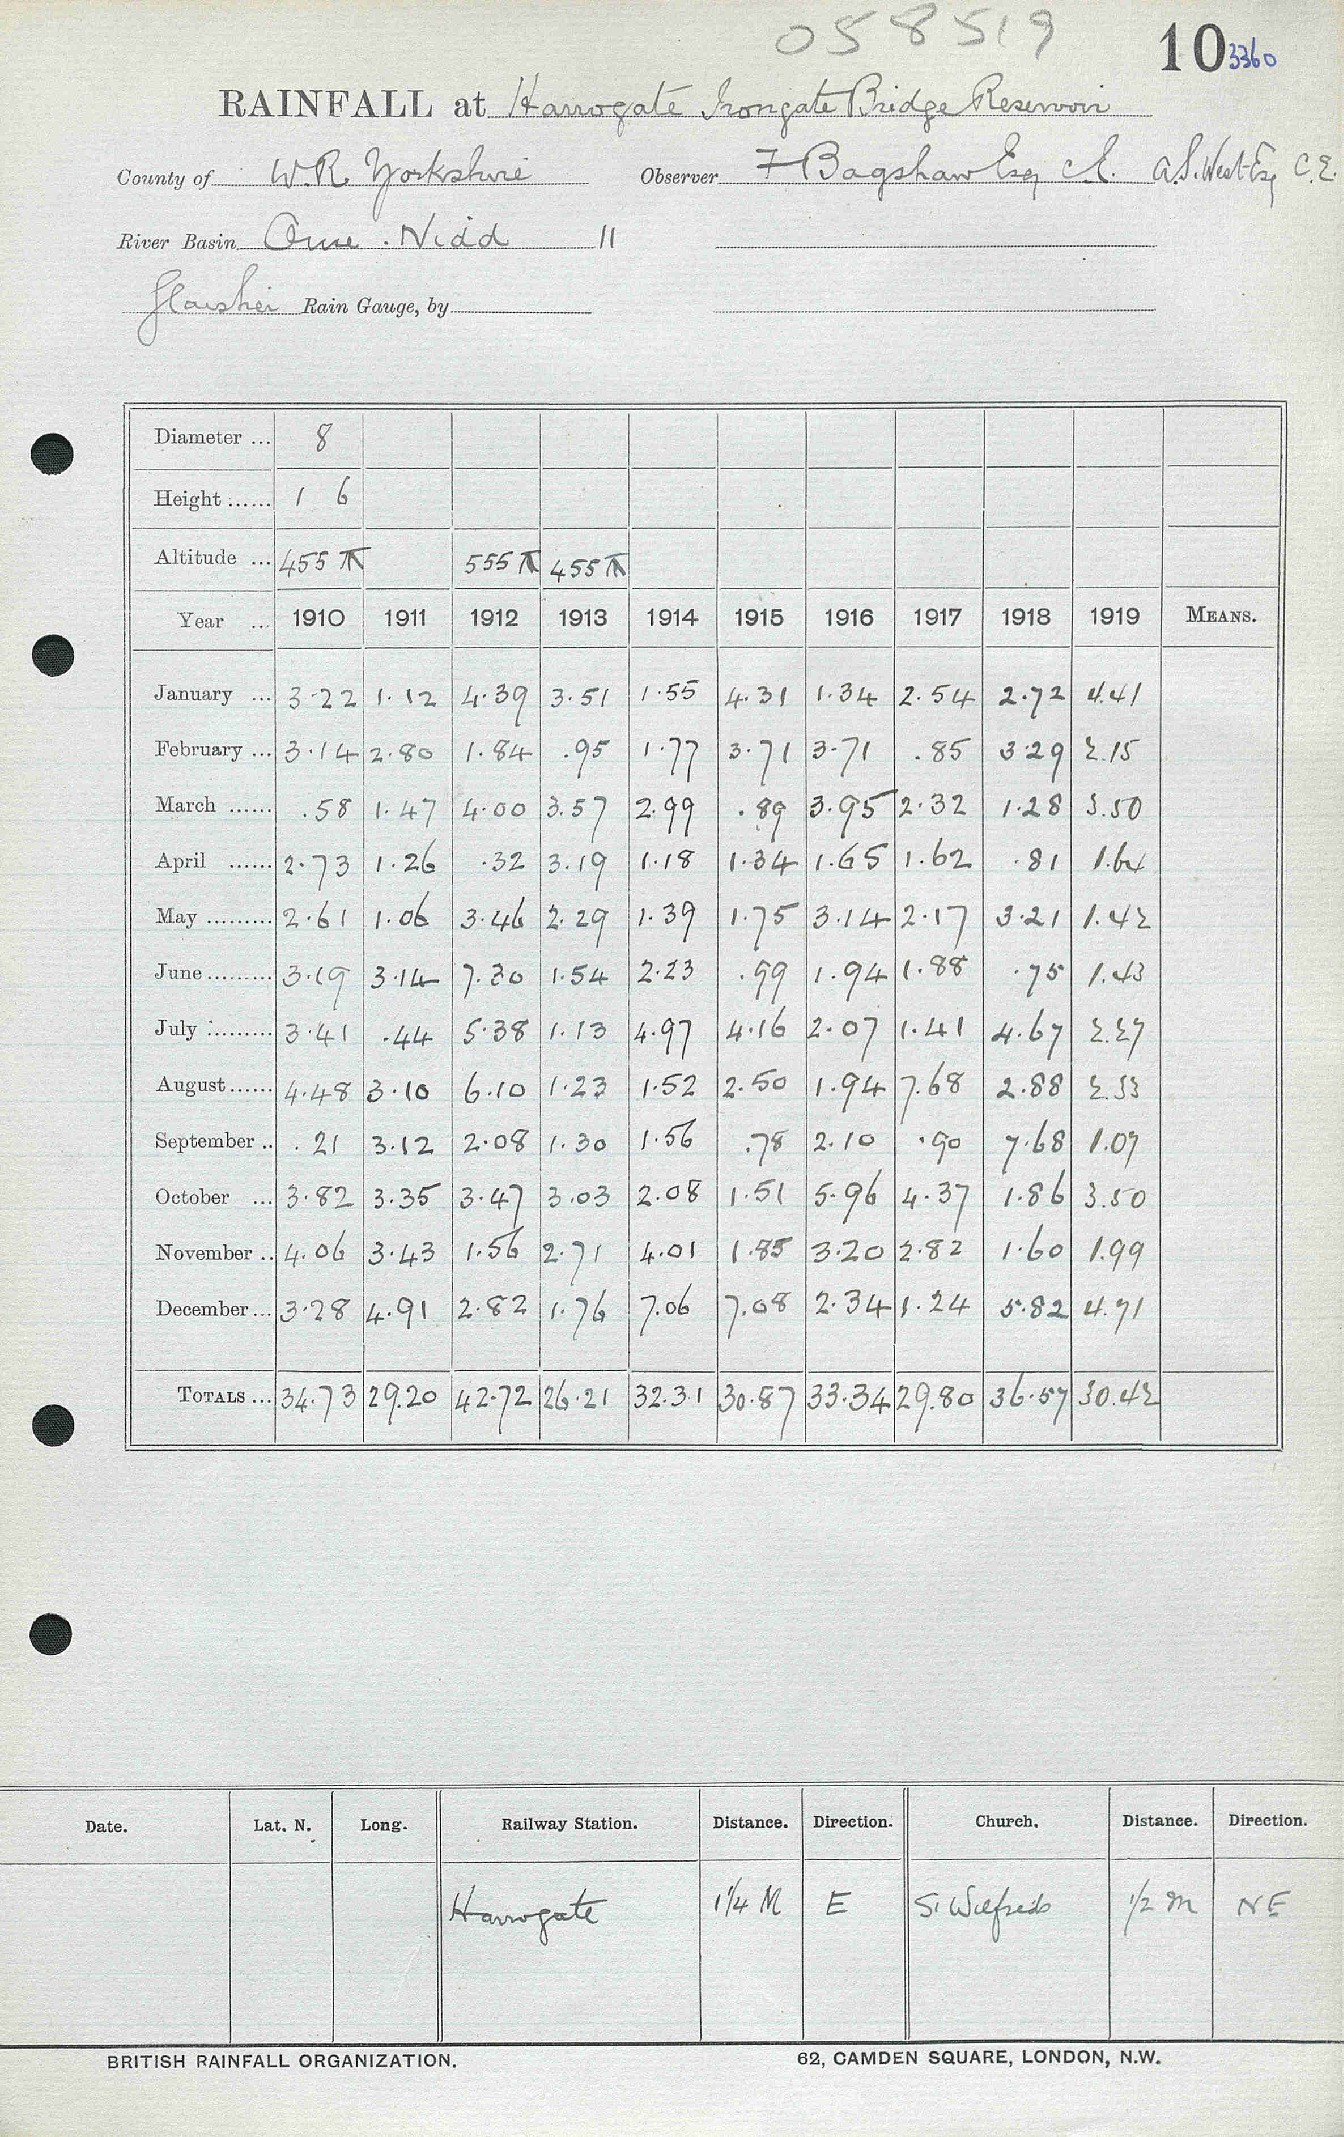 058519
10 3360
RAINFALL at Harrogate Irongate Bridge Reservoir
County of W.R. Yorkshire Observer F Bagshaw Esq C.E. A.S. West Esq C.E.
River Basin Ouse . Nidd 11
Glaisher Rain Gauge, by
Diameter ... 8
Height ...... 1 6
Altitude ... 455 555 455
Year ... 1910 1911 1912 1913 1914 1915 1916 1917 1918 1919 MEANS.
January ... 3.22 1.12 4.39 3.51 1.55 4.31 1.34 2.54 2.72 4.41
February ... 3.14 2.80 1.84 .95 1.77 3.71 3.71 .85 3.29 2.15
March ...... .58 1.47 4.00 3.57 2.99 .89 3.95 2.32 1.28 3.50
April ...... 2.73 1.26 .32 3.19 1.18 1.34 1.65 1.62 .81 1.64
May ......... 2.61 1.06 3.46 2.29 1.39 1.75 3.14 2.17 3.21 1.42
June ......... 3.19 3.14 7.30 1.54 2.23 .99 1.94 1.88 .75 1.43
July ......... 3.41 .44 5.38 1.13 4.97 4.16 2.07 1.41 4.67 2.27
August ...... 4.48 3.10 6.10 1.23 1.52 2.50 1.94 7.68 2.88 2.33
September .. .21 3.12 2.08 1.30 1.56 .78 2.10 .90 7.68 1.07
October ... 3.82 3.35 3.47 3.03 2.08 1.51 5.96 4.37 1.86 3.50
November .. 4.06 3.43 1.56 2.71 4.01 1.85 3.20 2.82 1.60 1.99
December ... 3.28 4.91 2.82 1.76 7.06 7.08 2.34 1.24 5.82 4.71
TOTALS ... 34.73 29.20 42.72 26.21 32.31 30.87 33.34 29.80 36.57 30.42
Date. Lat. N. Long. Railway Station. Distance. Direction. Church. Distance. Direction.
Harrogate 1 1/4 M E St Wilfreds 1/2 M NE
BRITISH RAINFALL ORGANIZATION. 62, CAMDEN SQUARE, LONDON, N.W.